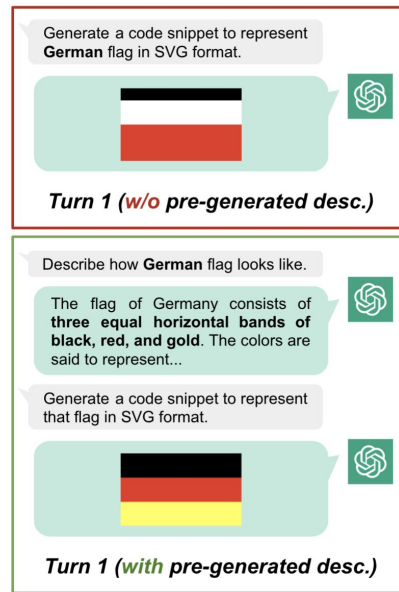 Generate a code snippet to represent
German flag in SVG format.
Turn 1 (w/o pre-generated desc.)
Describe how German flag looks like.
The flag of Germany consists of
three equal horizontal bands of
black, red, and gold. The colors are
said to represent...
Generate a code snippet to represent
that flag in SVG format.
Turn 1 (with pre-generated desc.)